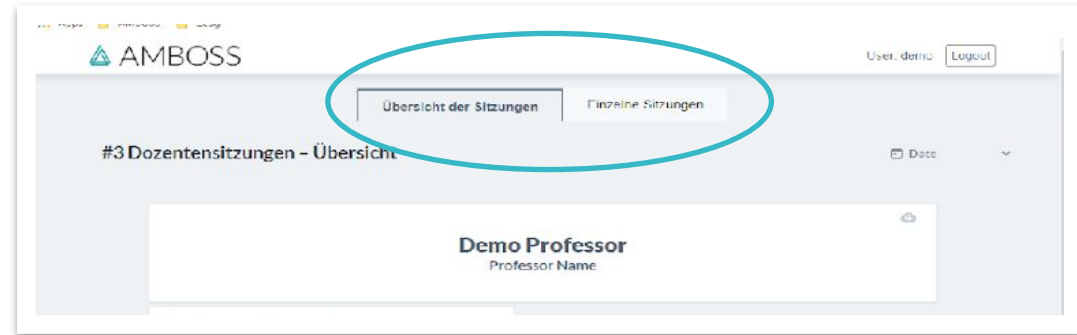 AMBOSS
User: demo Logout
Übersicht der Sitzungen Einzelne Sitzungen
#3 Dozentensitzungen – Übersicht
Date
Demo Professor
Professor Name